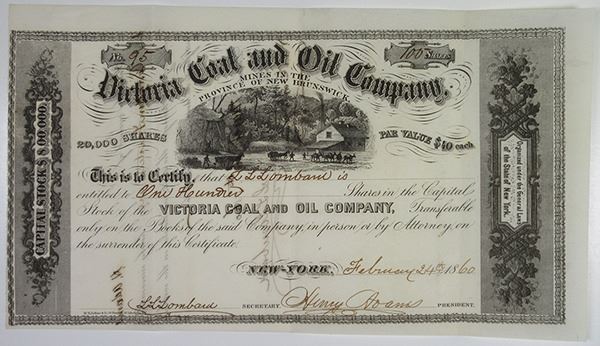 No. 95
100 Shares
Victoria Coal and Oil Company.
MINES IN THE
PROVINCE OF NEW BRUNSWICK
20,000 SHARES
PAR VALUE $40 each
This is to Certify, that L L Lombard is
entitled to One Hundred Shares in the Capital
Stock of the VICTORIA COAL AND OIL COMPANY, Transferable
only on the Books of the said Company, in person or by Attorney, on
the surrender of this Certificate.
NEW-YORK, February 24th 1860
L L Lombard SECRETARY. Henry Evans PRESIDENT.
CAPITAL STOCK $800,000.
Organized under the General Laws
of the State of New York.